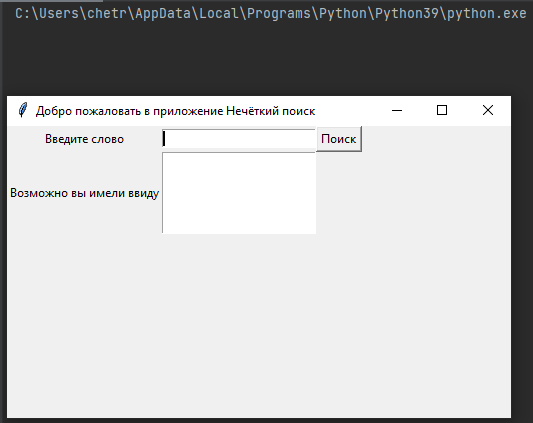 C:\Users\chetr\AppData\Local\Programs\Python\Python39\python.exe
Добро пожаловать в приложение Нечёткий поиск
Введите слово Поиск
Возможно вы имели ввиду